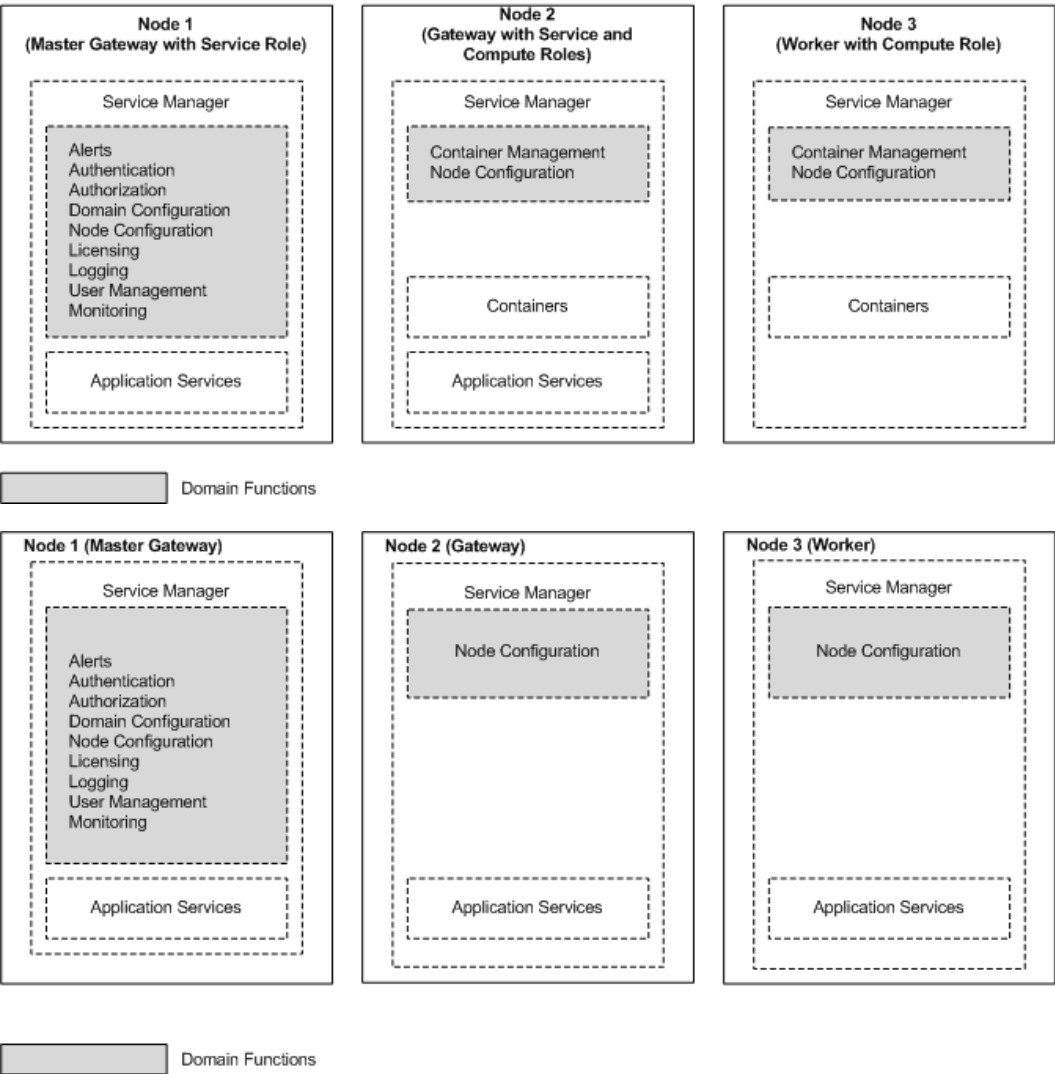 Node 1
(Master Gateway with Service Role)
Service Manager
Alerts
Authentication
Authorization
Domain Configuration
Node Configuration
Licensing
Logging
User Management
Monitoring
Application Services
Node 2
(Gateway with Service and
Compute Roles)
Service Manager
Container Management
Node Configuration
Containers
Application Services
Node 3
(Worker with Compute Role)
Service Manager
Container Management
Node Configuration
Containers
Domain Functions
Node 1 (Master Gateway)
Service Manager
Alerts
Authentication
Authorization
Domain Configuration
Node Configuration
Licensing
Logging
User Management
Monitoring
Application Services
Node 2 (Gateway)
Service Manager
Node Configuration
Application Services
Node 3 (Worker)
Service Manager
Node Configuration
Application Services
Domain Functions